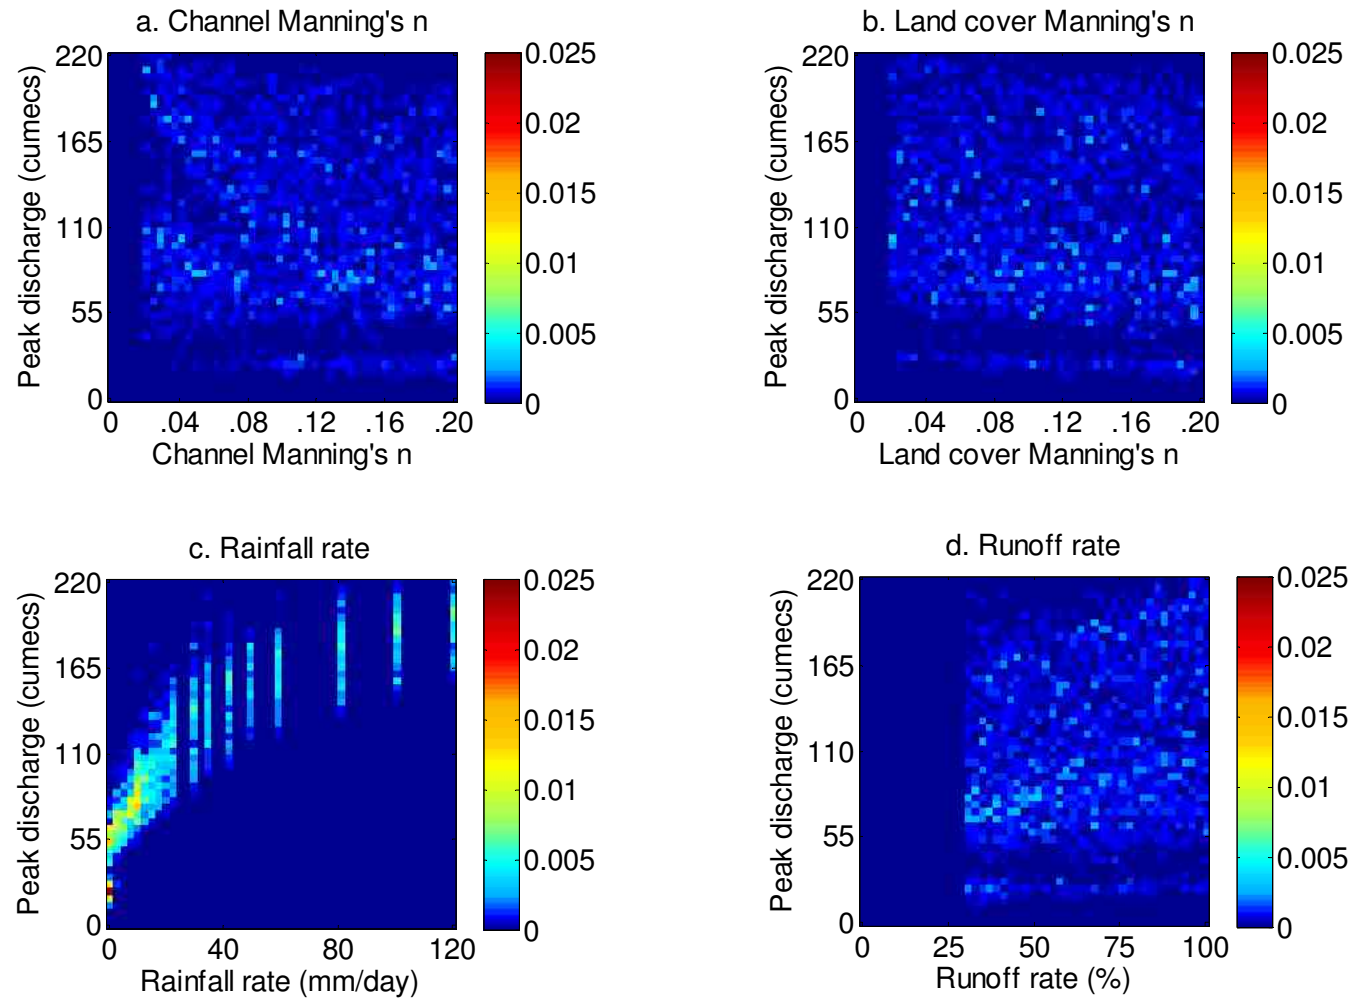 a. Channel Manning's n
Peak discharge (cumecs)
220
165
110
55
0
0 .04 .08 .12 .16 .20
Channel Manning's n
0.025
0.02
0.015
0.01
0.005
0
b. Land cover Manning's n
Peak discharge (cumecs)
220
165
110
55
0
0 .04 .08 .12 .16 .20
Land cover Manning's n
0.025
0.02
0.015
0.01
0.005
0
c. Rainfall rate
Peak discharge (cumecs)
220
165
110
55
0
0 40 80 120
Rainfall rate (mm/day)
0.025
0.02
0.015
0.01
0.005
0
d. Runoff rate
Peak discharge (cumecs)
220
165
110
55
0
0 25 50 75 100
Runoff rate (%)
0.025
0.02
0.015
0.01
0.005
0